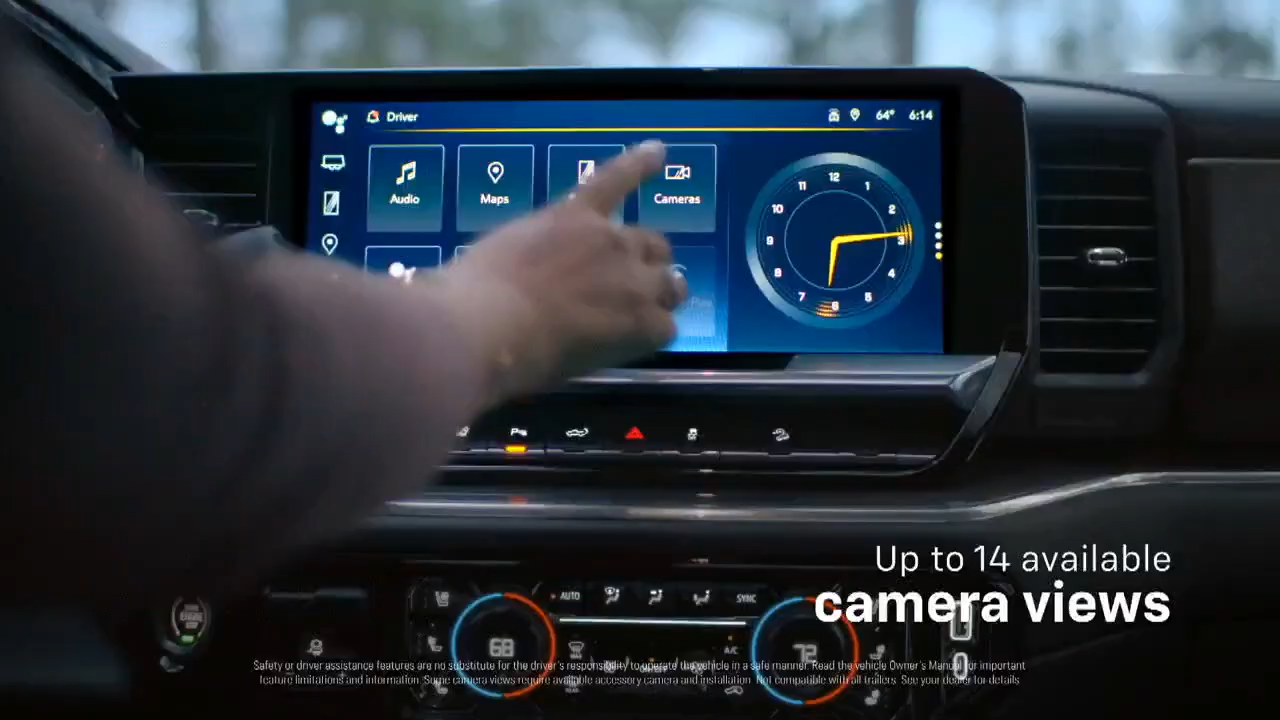 Driver
64° 6:14
Audio
Maps
Cameras
12
11 1
10 2
9 3
8 4
7 5
6
Up to 14 available
camera views
AUTO
SYNC
68
A/C
72
Safety or driver assistance features are no substitute for the driver's responsibility to operate the vehicle in a safe manner. Read the vehicle Owner's Manual for important
feature limitations and information. Some camera views require available accessory camera and installation. Not compatible with all trailers. See your dealer for details.